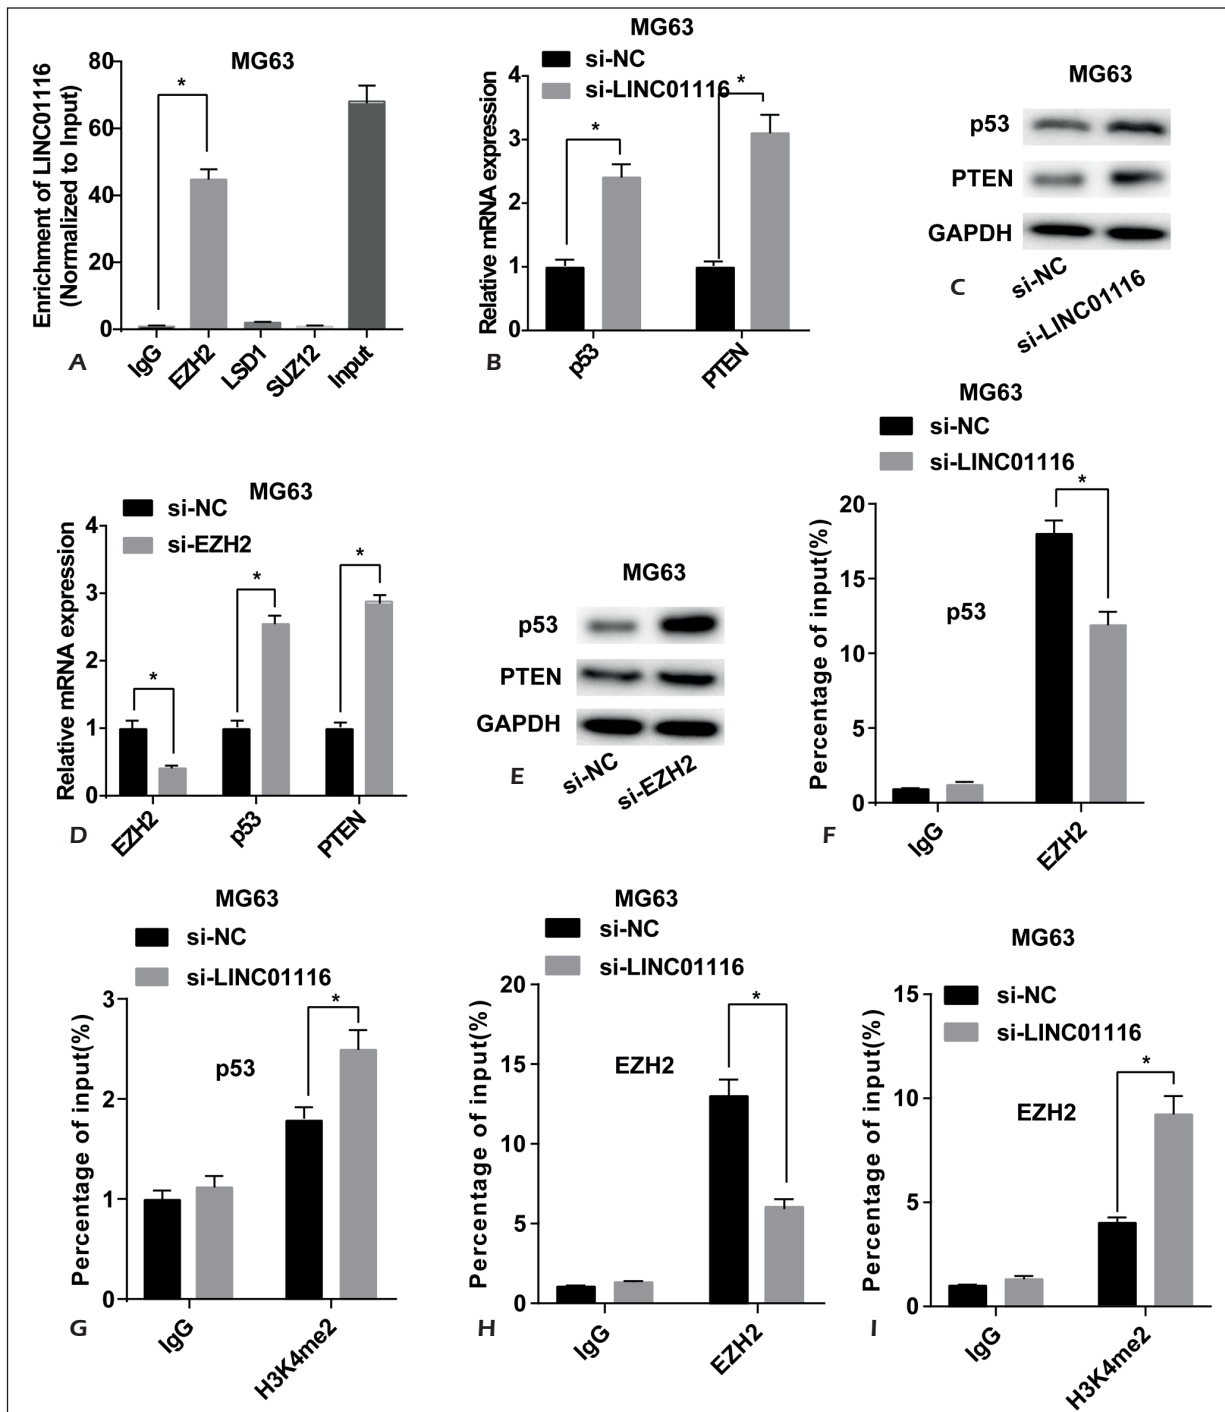 MG63
Enrichment of LINC01116
(Normalized to Input)
80
60
40
20
0
*
IgG
EZH2
LSD1
SUZ12
Input
A
MG63
si-NC
si-LINC01116
Relative mRNA expression
4
3
2
1
0
*
*
p53
PTEN
B
MG63
p53
PTEN
GAPDH
si-NC
si-LINC01116
C
MG63
si-NC
si-EZH2
Relative mRNA expression
4
3
2
1
0
*
*
*
EZH2
p53
PTEN
D
MG63
p53
PTEN
GAPDH
si-NC
si-EZH2
E
MG63
si-NC
si-LINC01116
Percentage of input(%)
20
15
10
5
0
p53
*
IgG
EZH2
F
MG63
si-NC
si-LINC01116
Percentage of input(%)
3
2
1
0
p53
*
IgG
H3K4me2
G
MG63
si-NC
si-LINC01116
Percentage of input(%)
20
15
10
5
0
EZH2
*
IgG
EZH2
H
MG63
si-NC
si-LINC01116
Percentage of input(%)
15
10
5
0
EZH2
*
IgG
H3K4me2
I